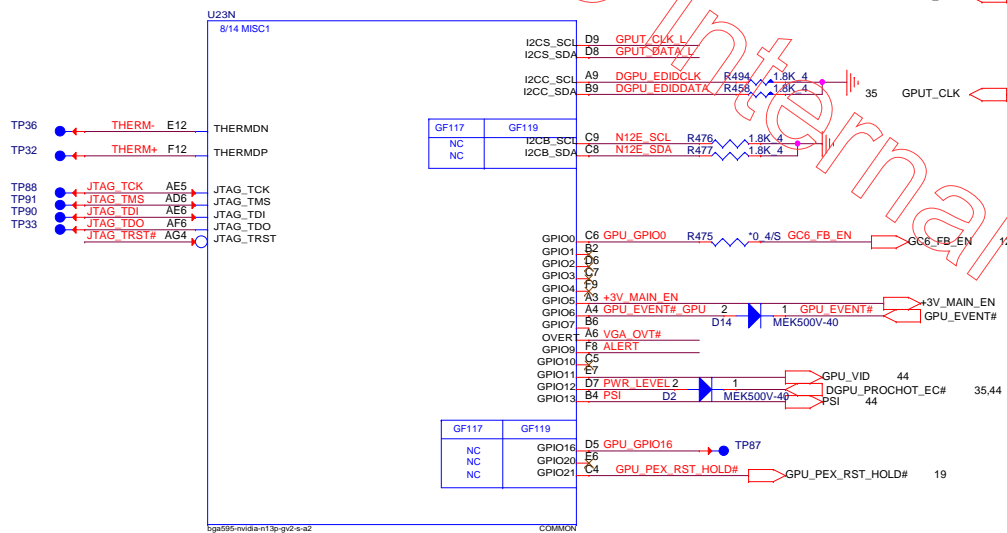 U23N
8/14 MISC1
I2CS_SCL D9 GPUT_CLK_L
I2CS_SDA D8 GPUT_DATA_L
I2CC_SCL A9 DGPU_EDIDCLK R494 1.8K_4
I2CC_SDA B9 DGPU_EDIDDATA R458 1.8K_4
35 GPUT_CLK
Internal
TP36 THERM- E12 THERMDN
GF117 GF119
NC I2CB_SCL C9 N12E_SCL R476 1.8K_4
NC I2CB_SDA C8 N12E_SDA R477 1.8K_4
TP32 THERM+ F12 THERMDP
TP88 JTAG_TCK AE5 JTAG_TCK
TP91 JTAG_TMS AD6 JTAG_TMS
TP90 JTAG_TDI AE6 JTAG_TDI
TP33 JTAG_TDO AF6 JTAG_TDO
JTAG_TRST# AG4 JTAG_TRST
GPIO0 C6 GPU_GPIO0 R475 *0_4/S GC6_FB_EN GC6_FB_EN
GPIO1 B2
GPIO2 D6
GPIO3 C7
GPIO4 F9
GPIO5 A3 +3V_MAIN_EN +3V_MAIN_EN
GPIO6 A4 GPU_EVENT#_GPU 2 D14 1 MEK500V-40 GPU_EVENT# GPU_EVENT#
GPIO7 B6
OVERT A6 VGA_OVT#
GPIO9 F8 ALERT
GPIO10 C5
GPIO11 E7 GPU_VID 44
GPIO12 D7 PWR_LEVEL 2 D2 1 MEK500V-40 DGPU_PROCHOT_EC# 35,44
GPIO13 B4 PSI PSI 44
GF117 GF119
NC GPIO16 D5 GPU_GPIO16 TP87
NC GPIO20 E6
NC GPIO21 C4 GPU_PEX_RST_HOLD# GPU_PEX_RST_HOLD# 19
bga595-nvidia-n13p-gv2-s-a2 COMMON